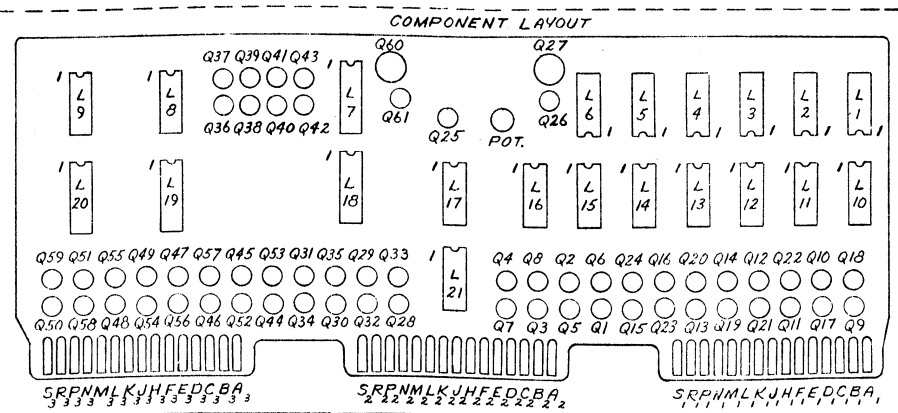 COMPONENT LAYOUT
Q60 Q27
Q37 Q39 Q41 Q43
1 L 9
1 L 8
1 L 7
Q61
Q25
POT.
Q26
L 6 1
L 5 1
L 4 1
L 3 1
L 2 1
L 1 1
Q36 Q38 Q40 Q42
1 L 20
1 L 19
1 L 18
1 L 17
1 L 16
1 L 15
1 L 14
1 L 13
1 L 12
1 L 11
1 L 10
Q59 Q51 Q55 Q49 Q47 Q57 Q45 Q53 Q31 Q35 Q29 Q33
1 L 21
Q4 Q8 Q2 Q6 Q24 Q16 Q20 Q14 Q12 Q22 Q10 Q18
Q50 Q58 Q48 Q54 Q56 Q46 Q52 Q44 Q34 Q30 Q32 Q28
Q7 Q3 Q5 Q1 Q15 Q23 Q13 Q19 Q21 Q11 Q17 Q9
S3 R3 P3 N3 M3 L3 K3 J3 H3 F3 E3 D3 C3 B3 A3
S2 R2 P2 N2 M2 L2 K2 J2 H2 F2 E2 D2 C2 B2 A2
S1 R1 P1 N1 M1 L1 K1 J1 H1 F1 E1 D1 C1 B1 A1